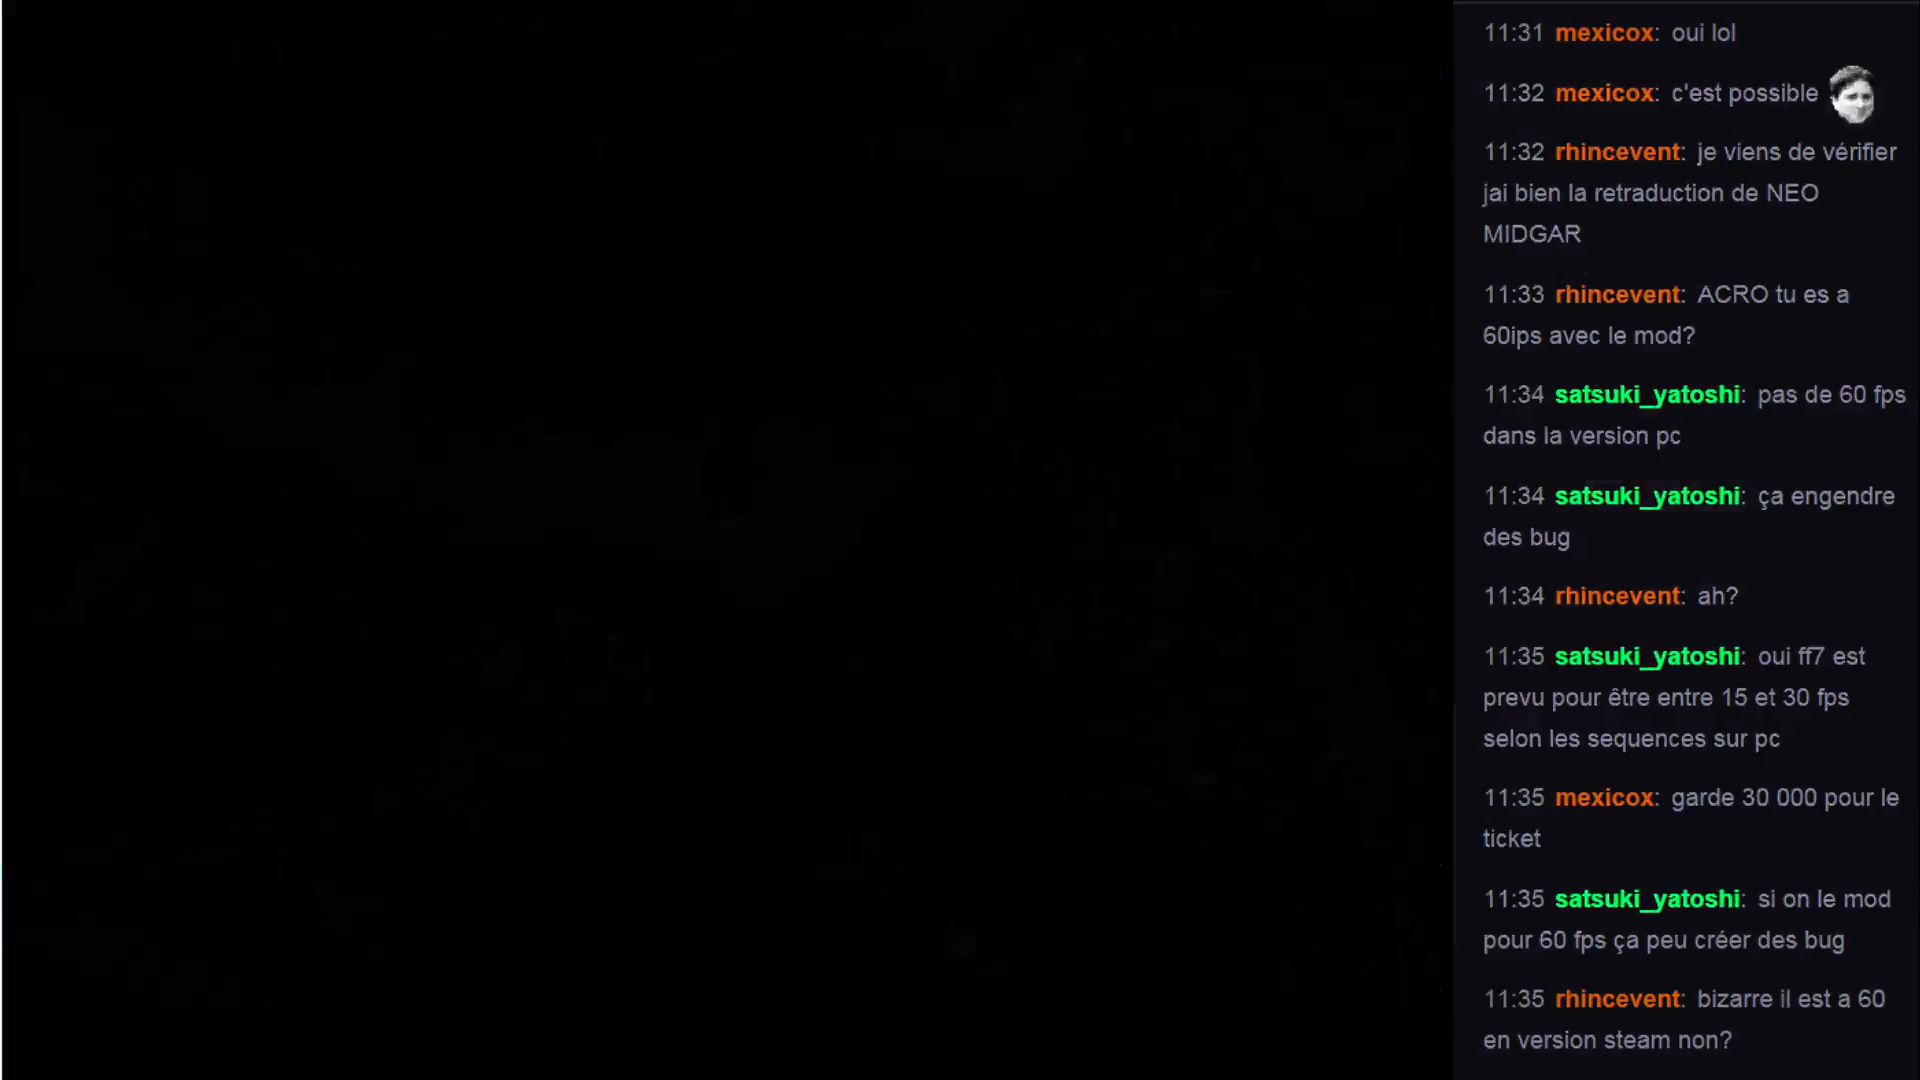 11:31 mexicox: oui lol
11:32 mexicox: c'est possible
11:32 rhincevent: je viens de vérifier
jai bien la retraduction de NEO
MIDGAR
11:33 rhincevent: ACRO tu es a
60ips avec le mod?
11:34 satsuki_yatoshi: pas de 60 fps
dans la version pc
11:34 satsuki_yatoshi: ça engendre
des bug
11:34 rhincevent: ah?
11:35 satsuki_yatoshi: oui ff7 est
prevu pour être entre 15 et 30 fps
selon les sequences sur pc
11:35 mexicox: garde 30 000 pour le
ticket
11:35 satsuki_yatoshi: si on le mod
pour 60 fps ça peu créer des bug
11:35 rhincevent: bizarre il est a 60
en version steam non?